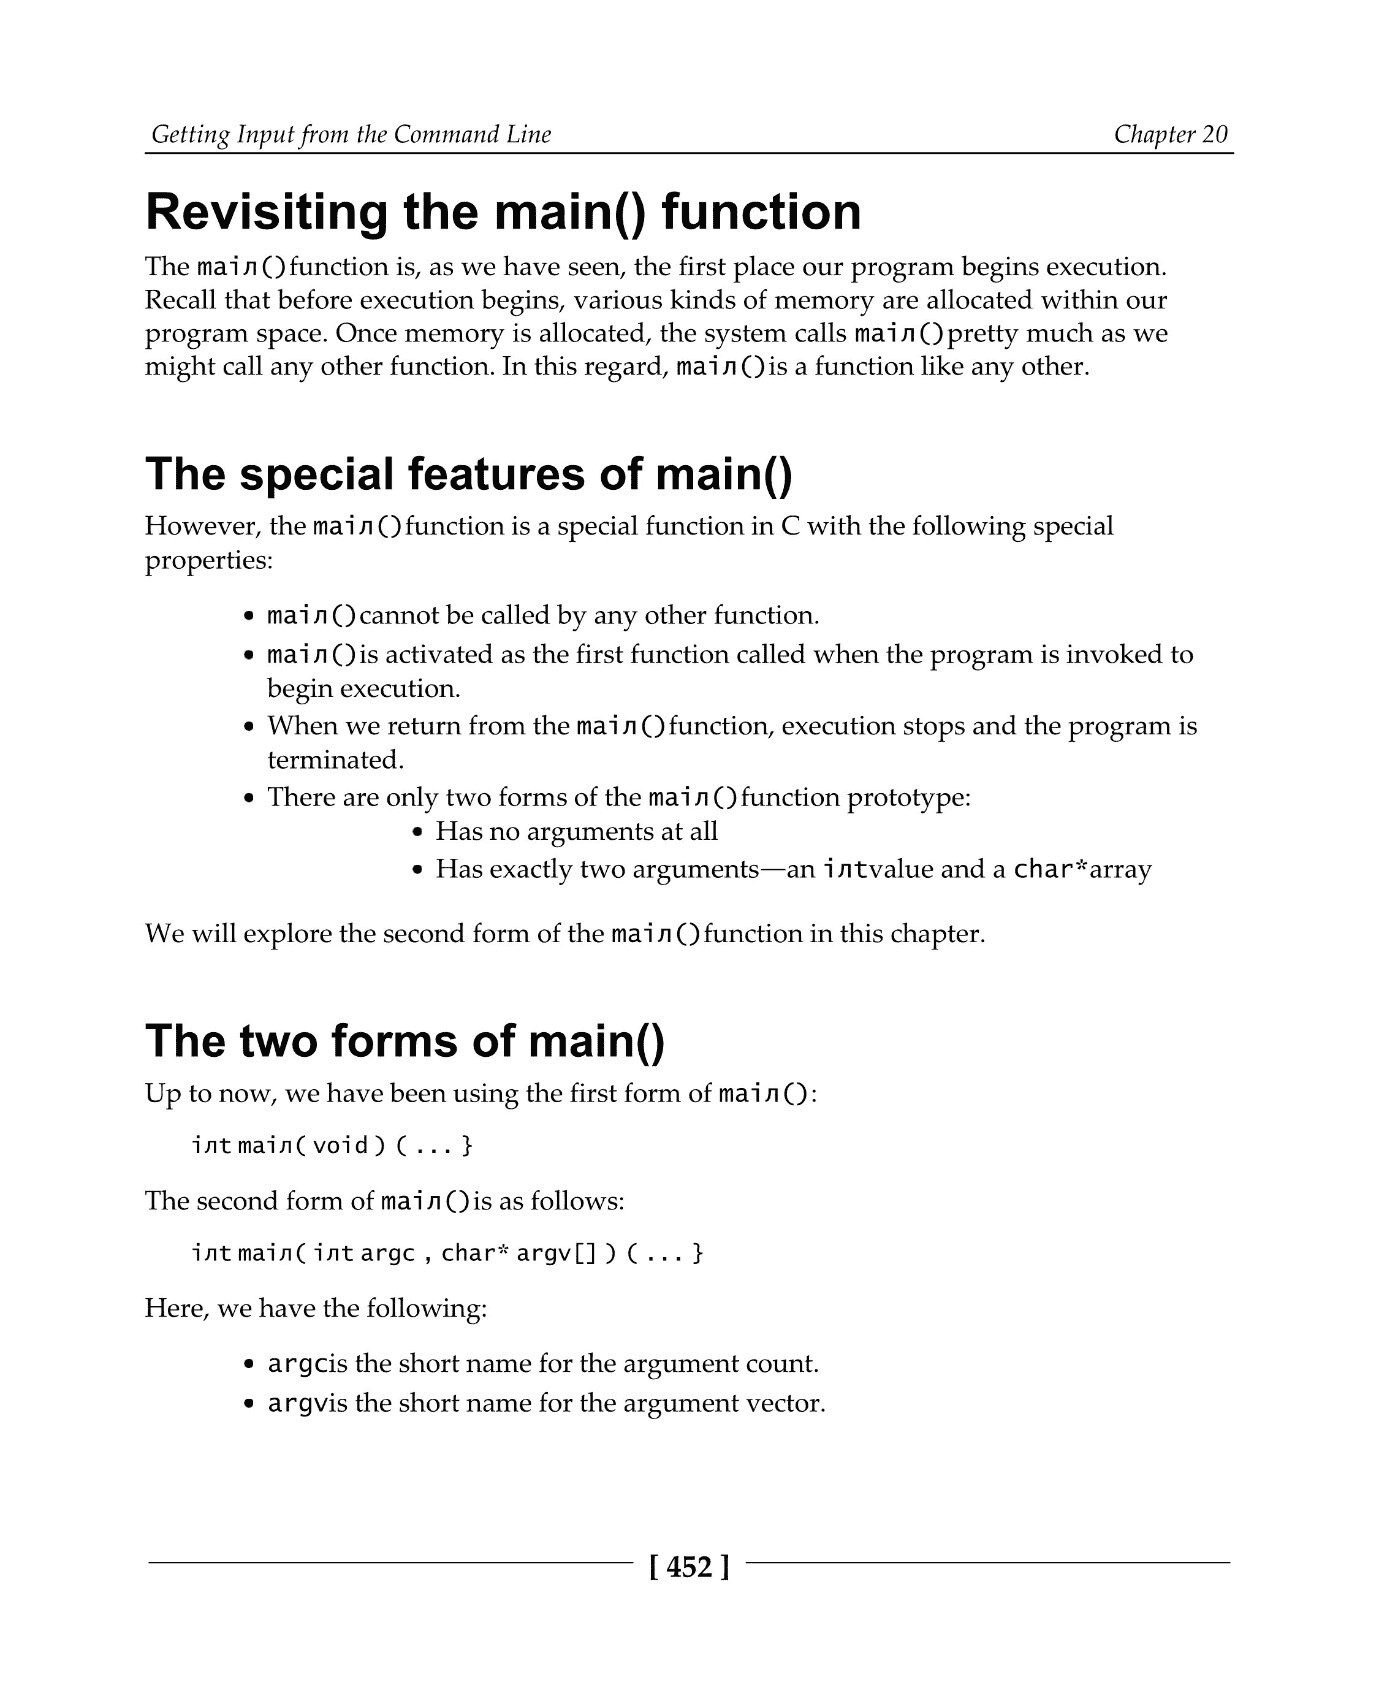 Getting Input from the Command Line Chapter 20
Revisiting the main() function
The maiл()function is, as we have seen, the first place our program begins execution.
Recall that before execution begins, various kinds of memory are allocated within our
program space. Once memory is allocated, the system calls maiл()pretty much as we
might call any other function. In this regard, maiл()is a function like any other.
The special features of main()
However, the maiл()function is a special function in C with the following special
properties:
• maiл()cannot be called by any other function.
• maiл()is activated as the first function called when the program is invoked to
begin execution.
• When we return from the maiл()function, execution stops and the program is
terminated.
• There are only two forms of the maiл()function prototype:
• Has no arguments at all
• Has exactly two arguments—an iлtvalue and a char*array
We will explore the second form of the maiл()function in this chapter.
The two forms of main()
Up to now, we have been using the first form of maiл():
iлt maiл( void ) ( ... }
The second form of maiл()is as follows:
iлt maiл( iлt argc , char* argv[] ) ( ... }
Here, we have the following:
• argcis the short name for the argument count.
• argvis the short name for the argument vector.
[ 452 ]